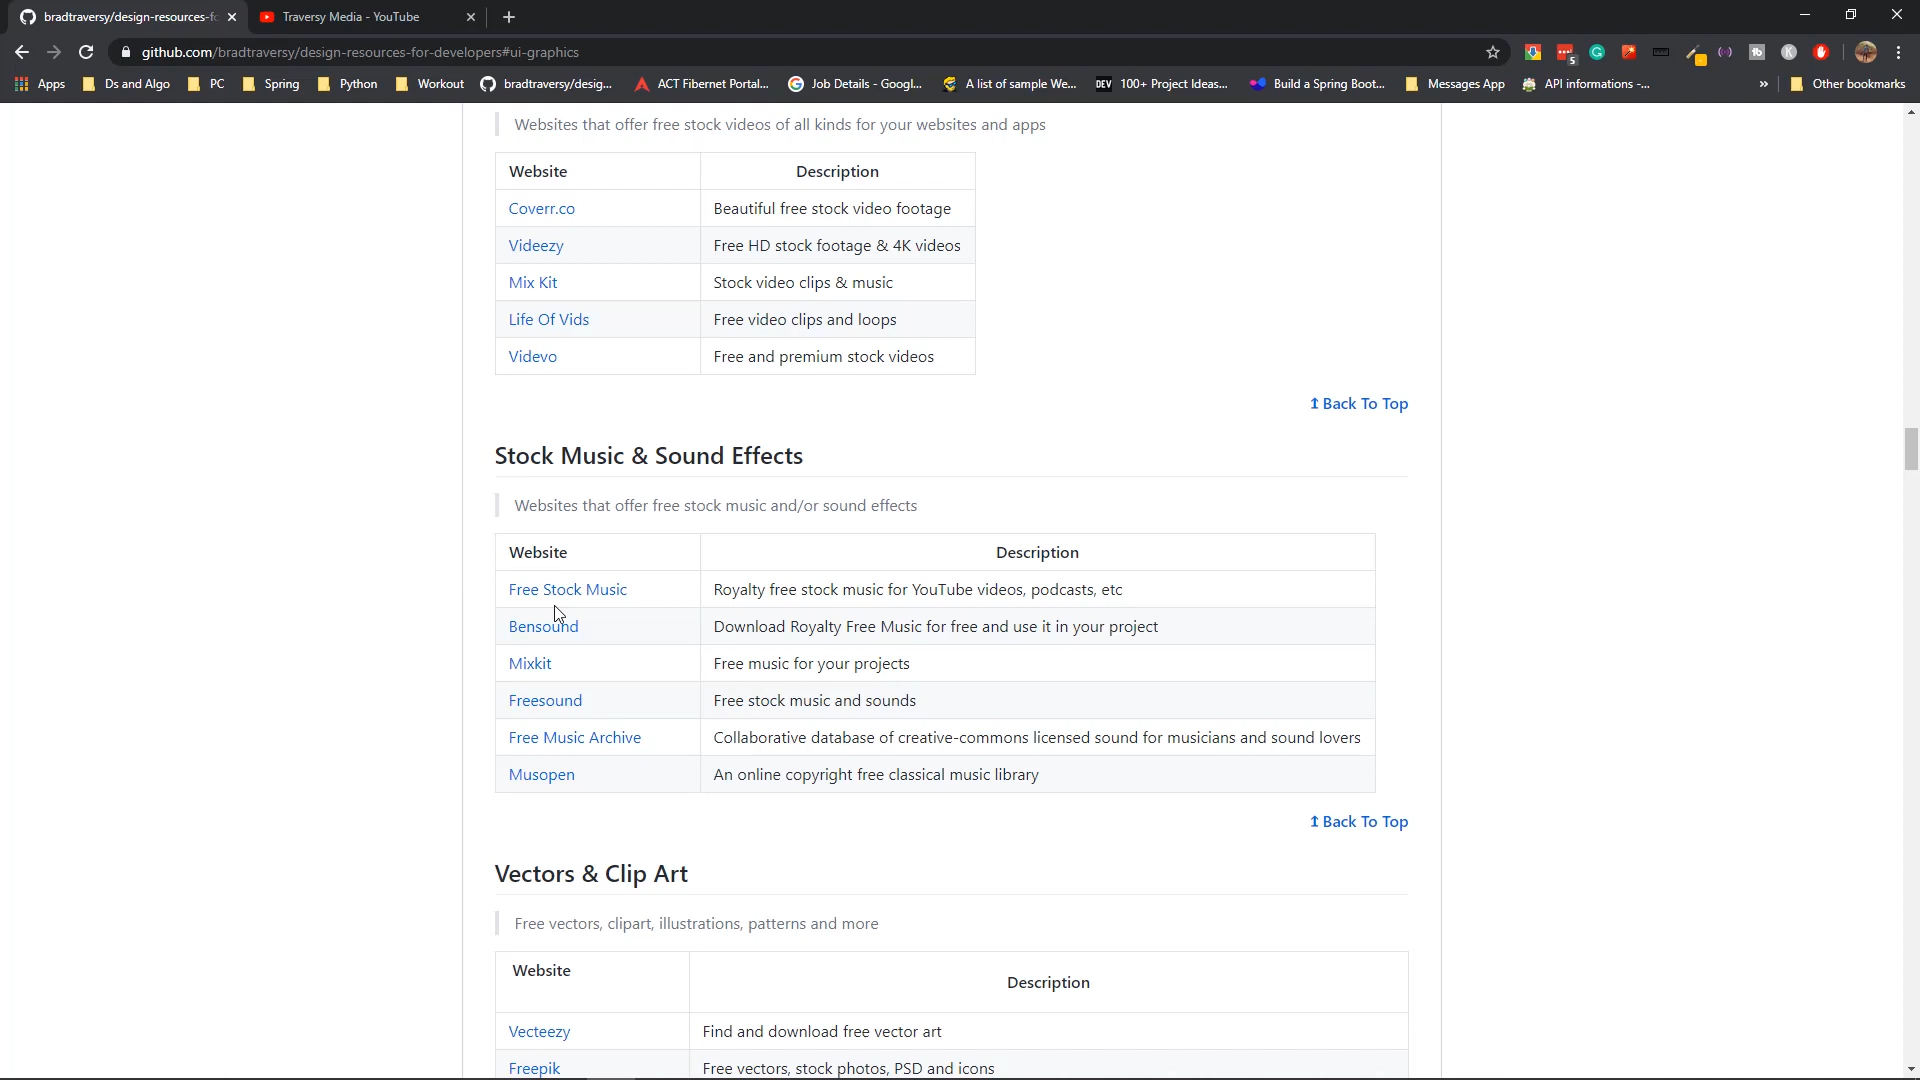 bradtraversy/design-resources-fo
Traversy Media - YouTube
github.com/bradtraversy/design-resources-for-developers#ui-graphics
5
Apps
Ds and Algo
PC
Spring
Python
Workout
bradtraversy/desig...
ACT Fibernet Portal...
Job Details - Googl...
A list of sample We...
DEV
100+ Project Ideas...
Build a Spring Boot...
Messages App
API informations -...
»
Other bookmarks
Websites that offer free stock videos of all kinds for your websites and apps
Website Description
Coverr.co Beautiful free stock video footage
Videezy Free HD stock footage & 4K videos
Mix Kit Stock video clips & music
Life Of Vids Free video clips and loops
Videvo Free and premium stock videos
↥ Back To Top
Stock Music & Sound Effects
Websites that offer free stock music and/or sound effects
Website Description
Free Stock Music Royalty free stock music for YouTube videos, podcasts, etc
Bensound Download Royalty Free Music for free and use it in your project
Mixkit Free music for your projects
Freesound Free stock music and sounds
Free Music Archive Collaborative database of creative-commons licensed sound for musicians and sound lovers
Musopen An online copyright free classical music library
↥ Back To Top
Vectors & Clip Art
Free vectors, clipart, illustrations, patterns and more
Website Description
Vecteezy Find and download free vector art
Freepik Free vectors, stock photos, PSD and icons